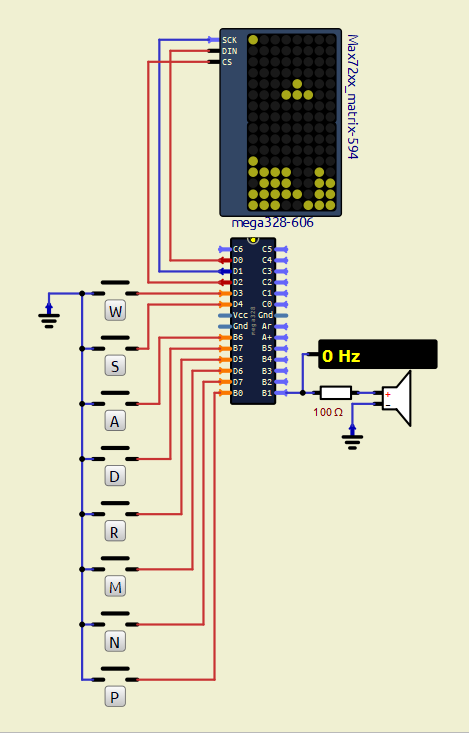 SCK
DIN
CS
Max72xx_matrix-594
mega328-606
C6 C5
D0 C4
D1 C3
D2 C2
D3 C1
D4 C0
Vcc Gnd
Gnd Ar
B6 A+
B7 B5
D5 B4
D6 B3
D7 B2
B0 B1
mega328
W
S
A
D
R
M
N
P
0 Hz
100 Ω
+
-